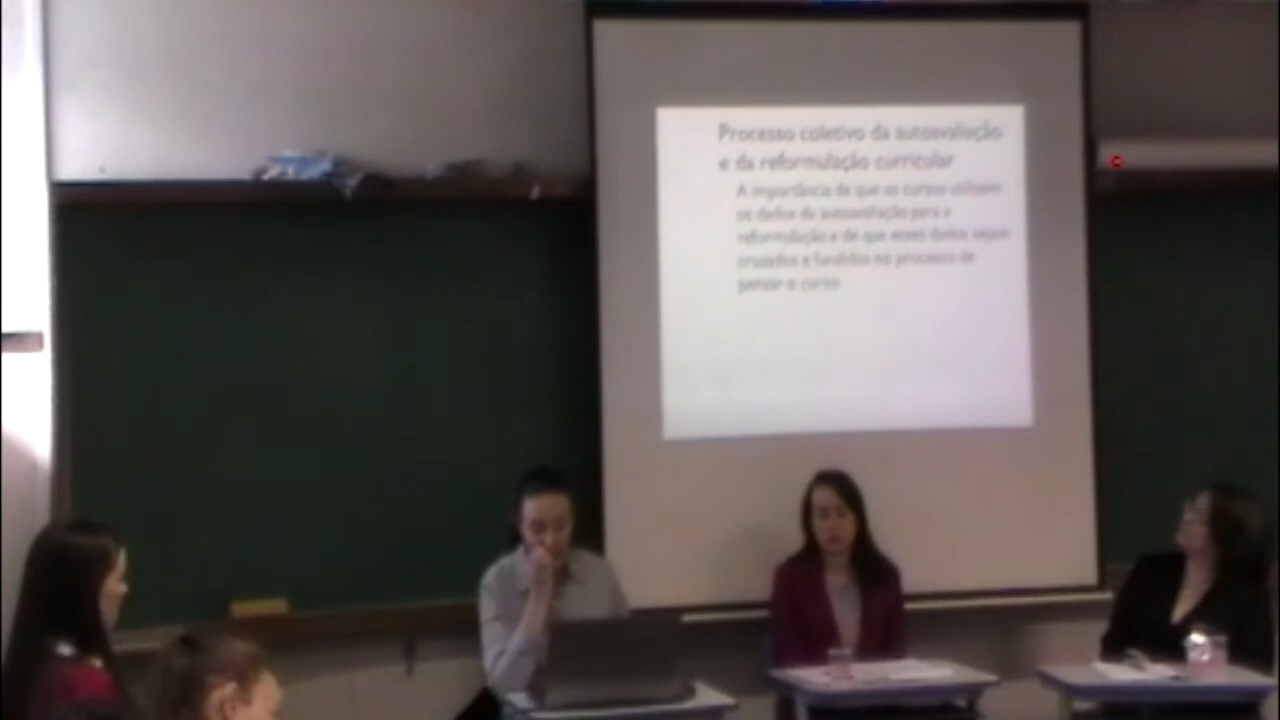 Processo coletivo da autoavaliação
e da reformulação curricular
A importância de que os cursos utilizem
os dados da autoavaliação para a
reformulação e de que esses dados sejam
cruzados e fundidos no processo de
pensar o curso